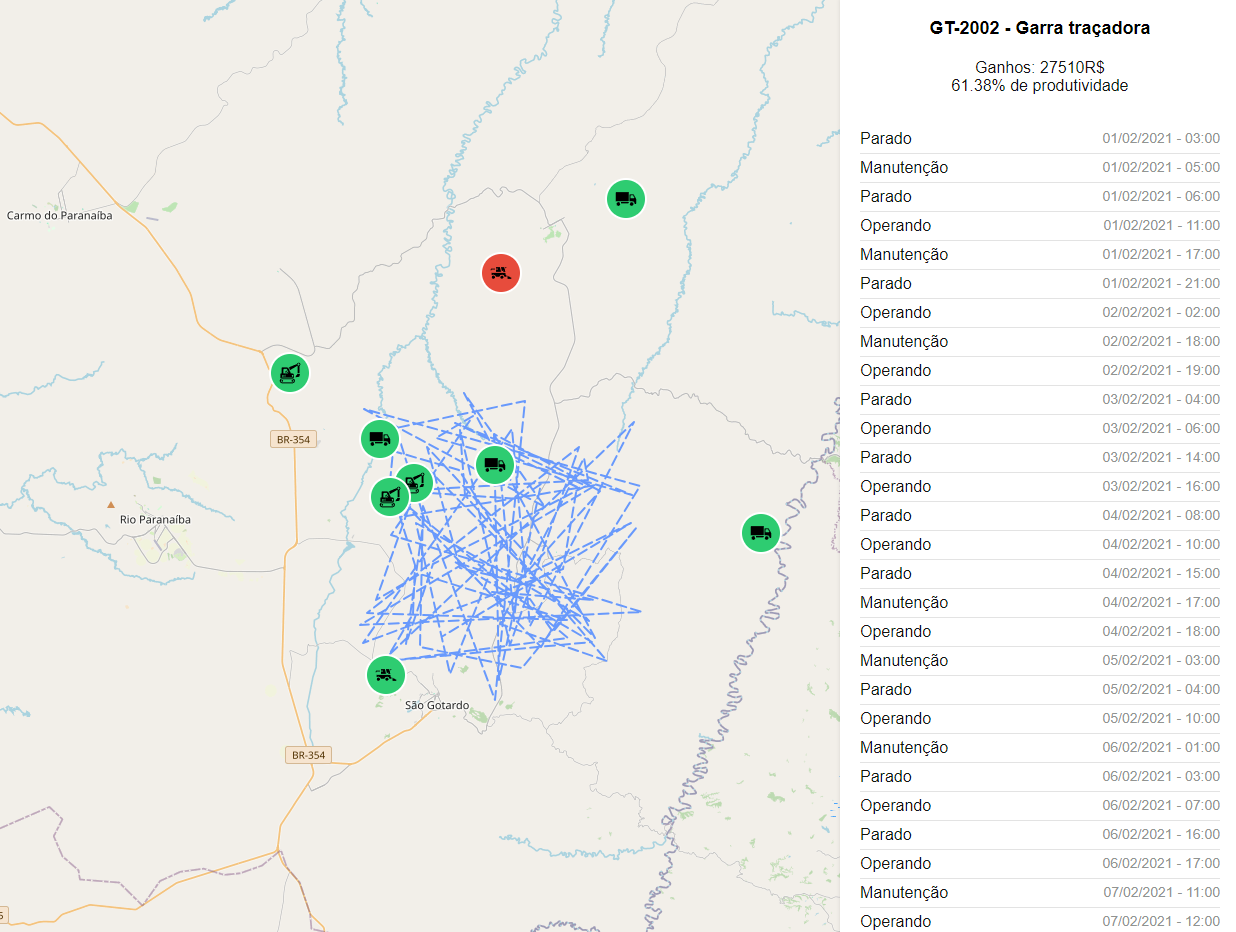 Carmo do Paranaíba
BR-354
Rio Paranaíba
São Gotardo
BR-354
GT-2002 - Garra traçadora
Ganhos: 27510R$
61.38% de produtividade
Parado 01/02/2021 - 03:00
Manutenção 01/02/2021 - 05:00
Parado 01/02/2021 - 06:00
Operando 01/02/2021 - 11:00
Manutenção 01/02/2021 - 17:00
Parado 01/02/2021 - 21:00
Operando 02/02/2021 - 02:00
Manutenção 02/02/2021 - 18:00
Operando 02/02/2021 - 19:00
Parado 03/02/2021 - 04:00
Operando 03/02/2021 - 06:00
Parado 03/02/2021 - 14:00
Operando 03/02/2021 - 16:00
Parado 04/02/2021 - 08:00
Operando 04/02/2021 - 10:00
Parado 04/02/2021 - 15:00
Manutenção 04/02/2021 - 17:00
Operando 04/02/2021 - 18:00
Manutenção 05/02/2021 - 03:00
Parado 05/02/2021 - 04:00
Operando 05/02/2021 - 10:00
Manutenção 06/02/2021 - 01:00
Parado 06/02/2021 - 03:00
Operando 06/02/2021 - 07:00
Parado 06/02/2021 - 16:00
Operando 06/02/2021 - 17:00
Manutenção 07/02/2021 - 11:00
Operando 07/02/2021 - 12:00